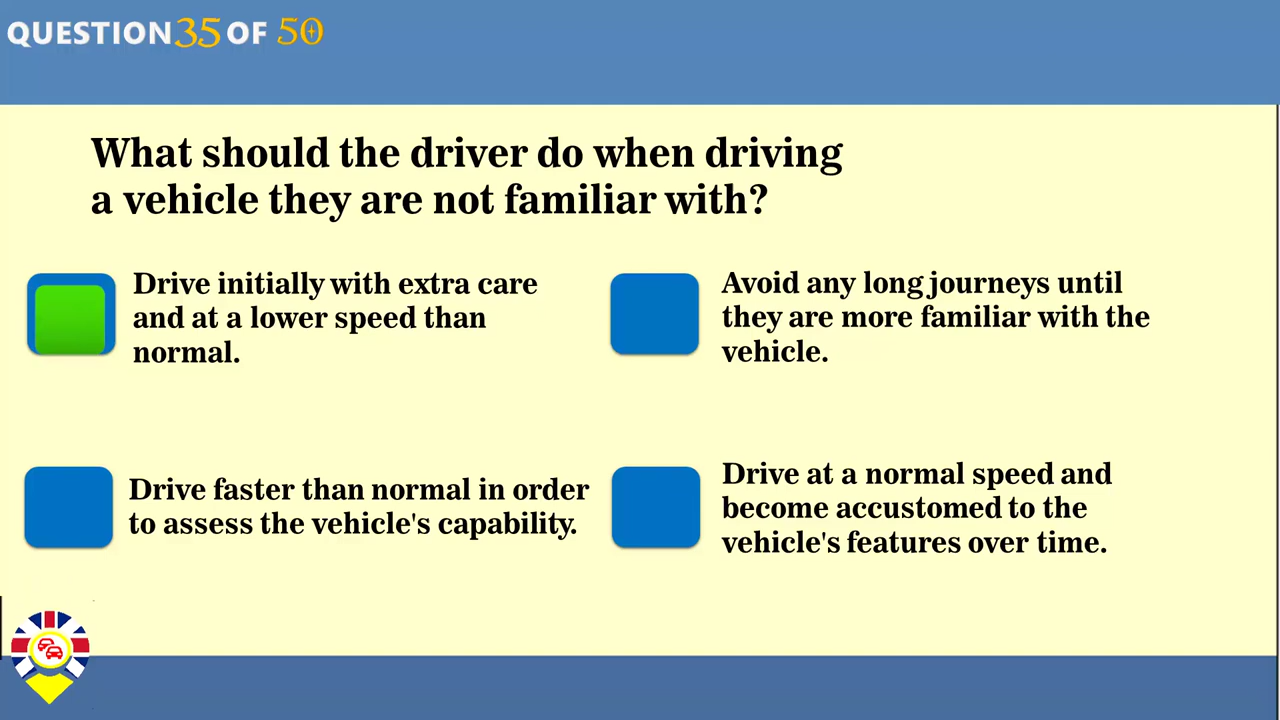 QUESTION 35 OF 50
What should the driver do when driving
a vehicle they are not familiar with?
Drive initially with extra care
and at a lower speed than
normal.
Avoid any long journeys until
they are more familiar with the
vehicle.
Drive faster than normal in order
to assess the vehicle's capability.
Drive at a normal speed and
become accustomed to the
vehicle's features over time.